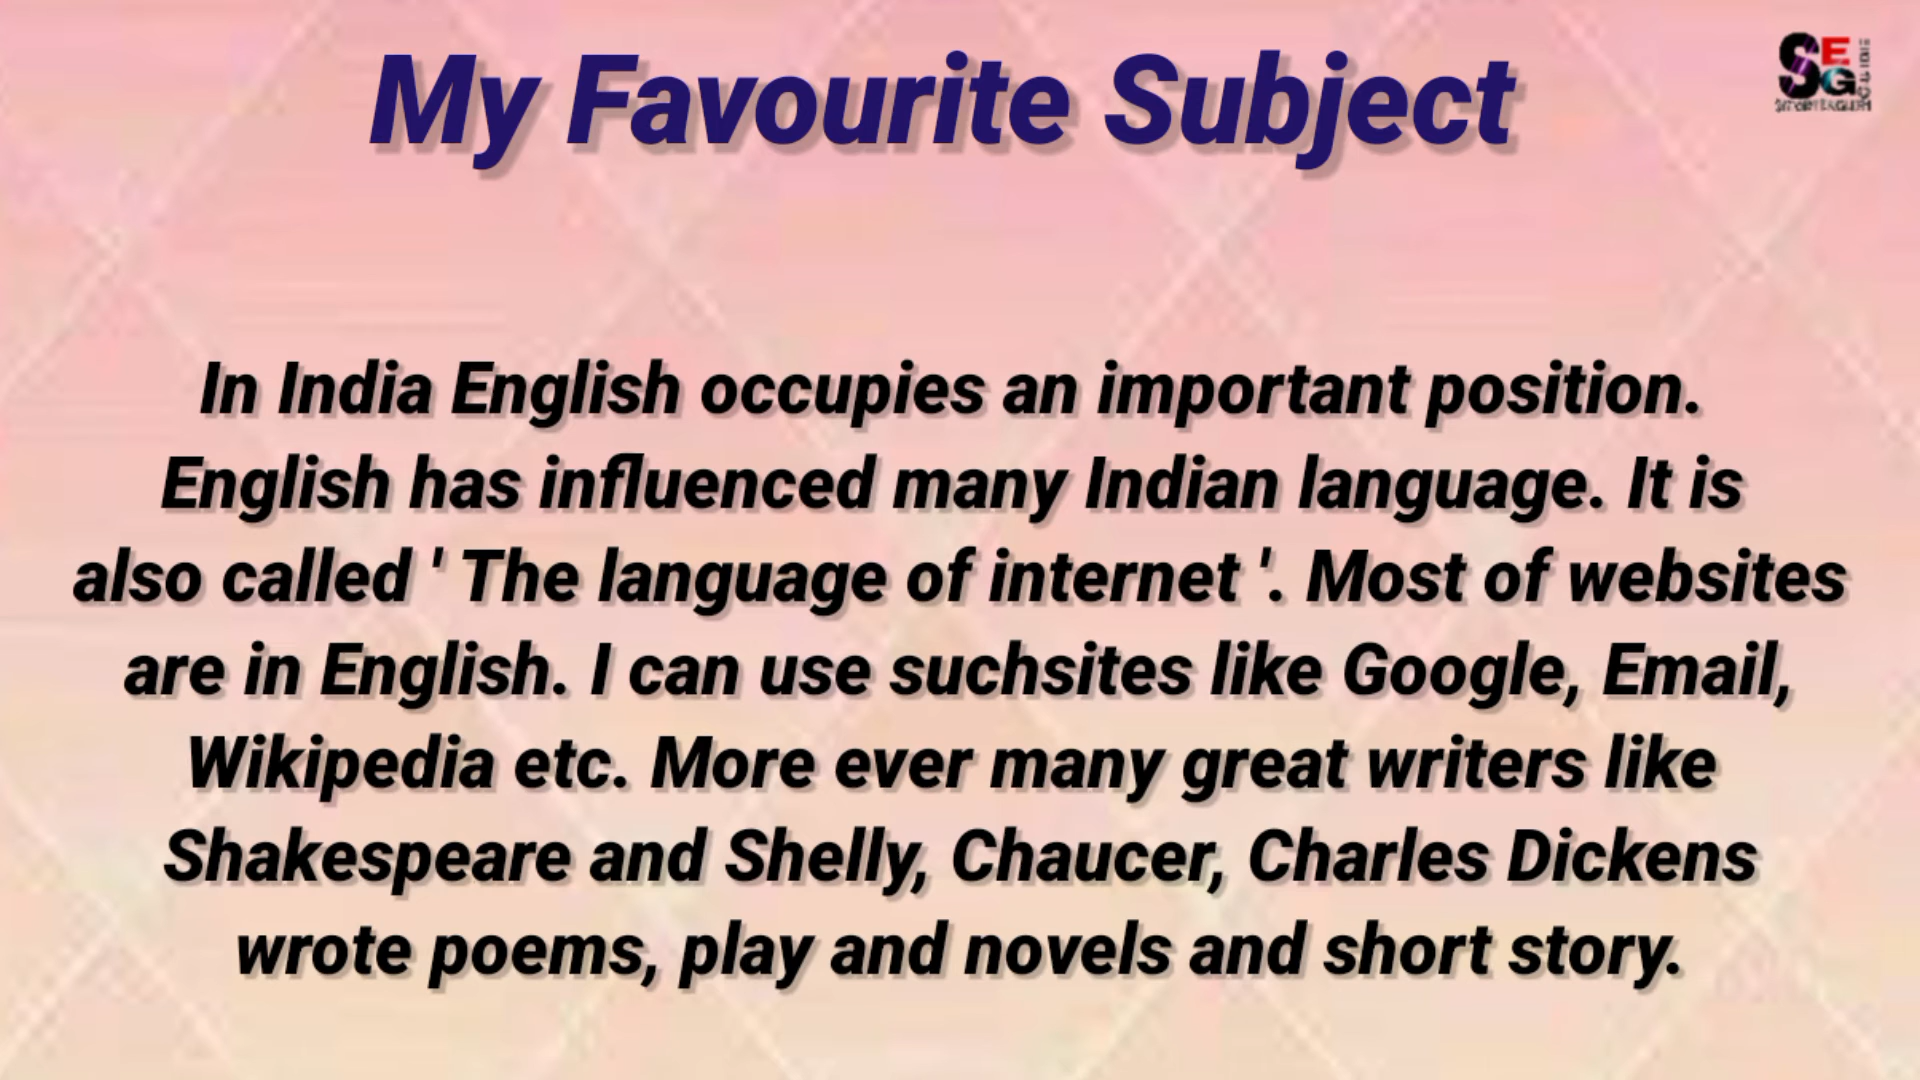 My Favourite Subject
SEG
In India English occupies an important position.
English has influenced many Indian language. It is
also called ' The language of internet '. Most of websites
are in English. I can use suchsites like Google, Email,
Wikipedia etc. More ever many great writers like
Shakespeare and Shelly, Chaucer, Charles Dickens
wrote poems, play and novels and short story.